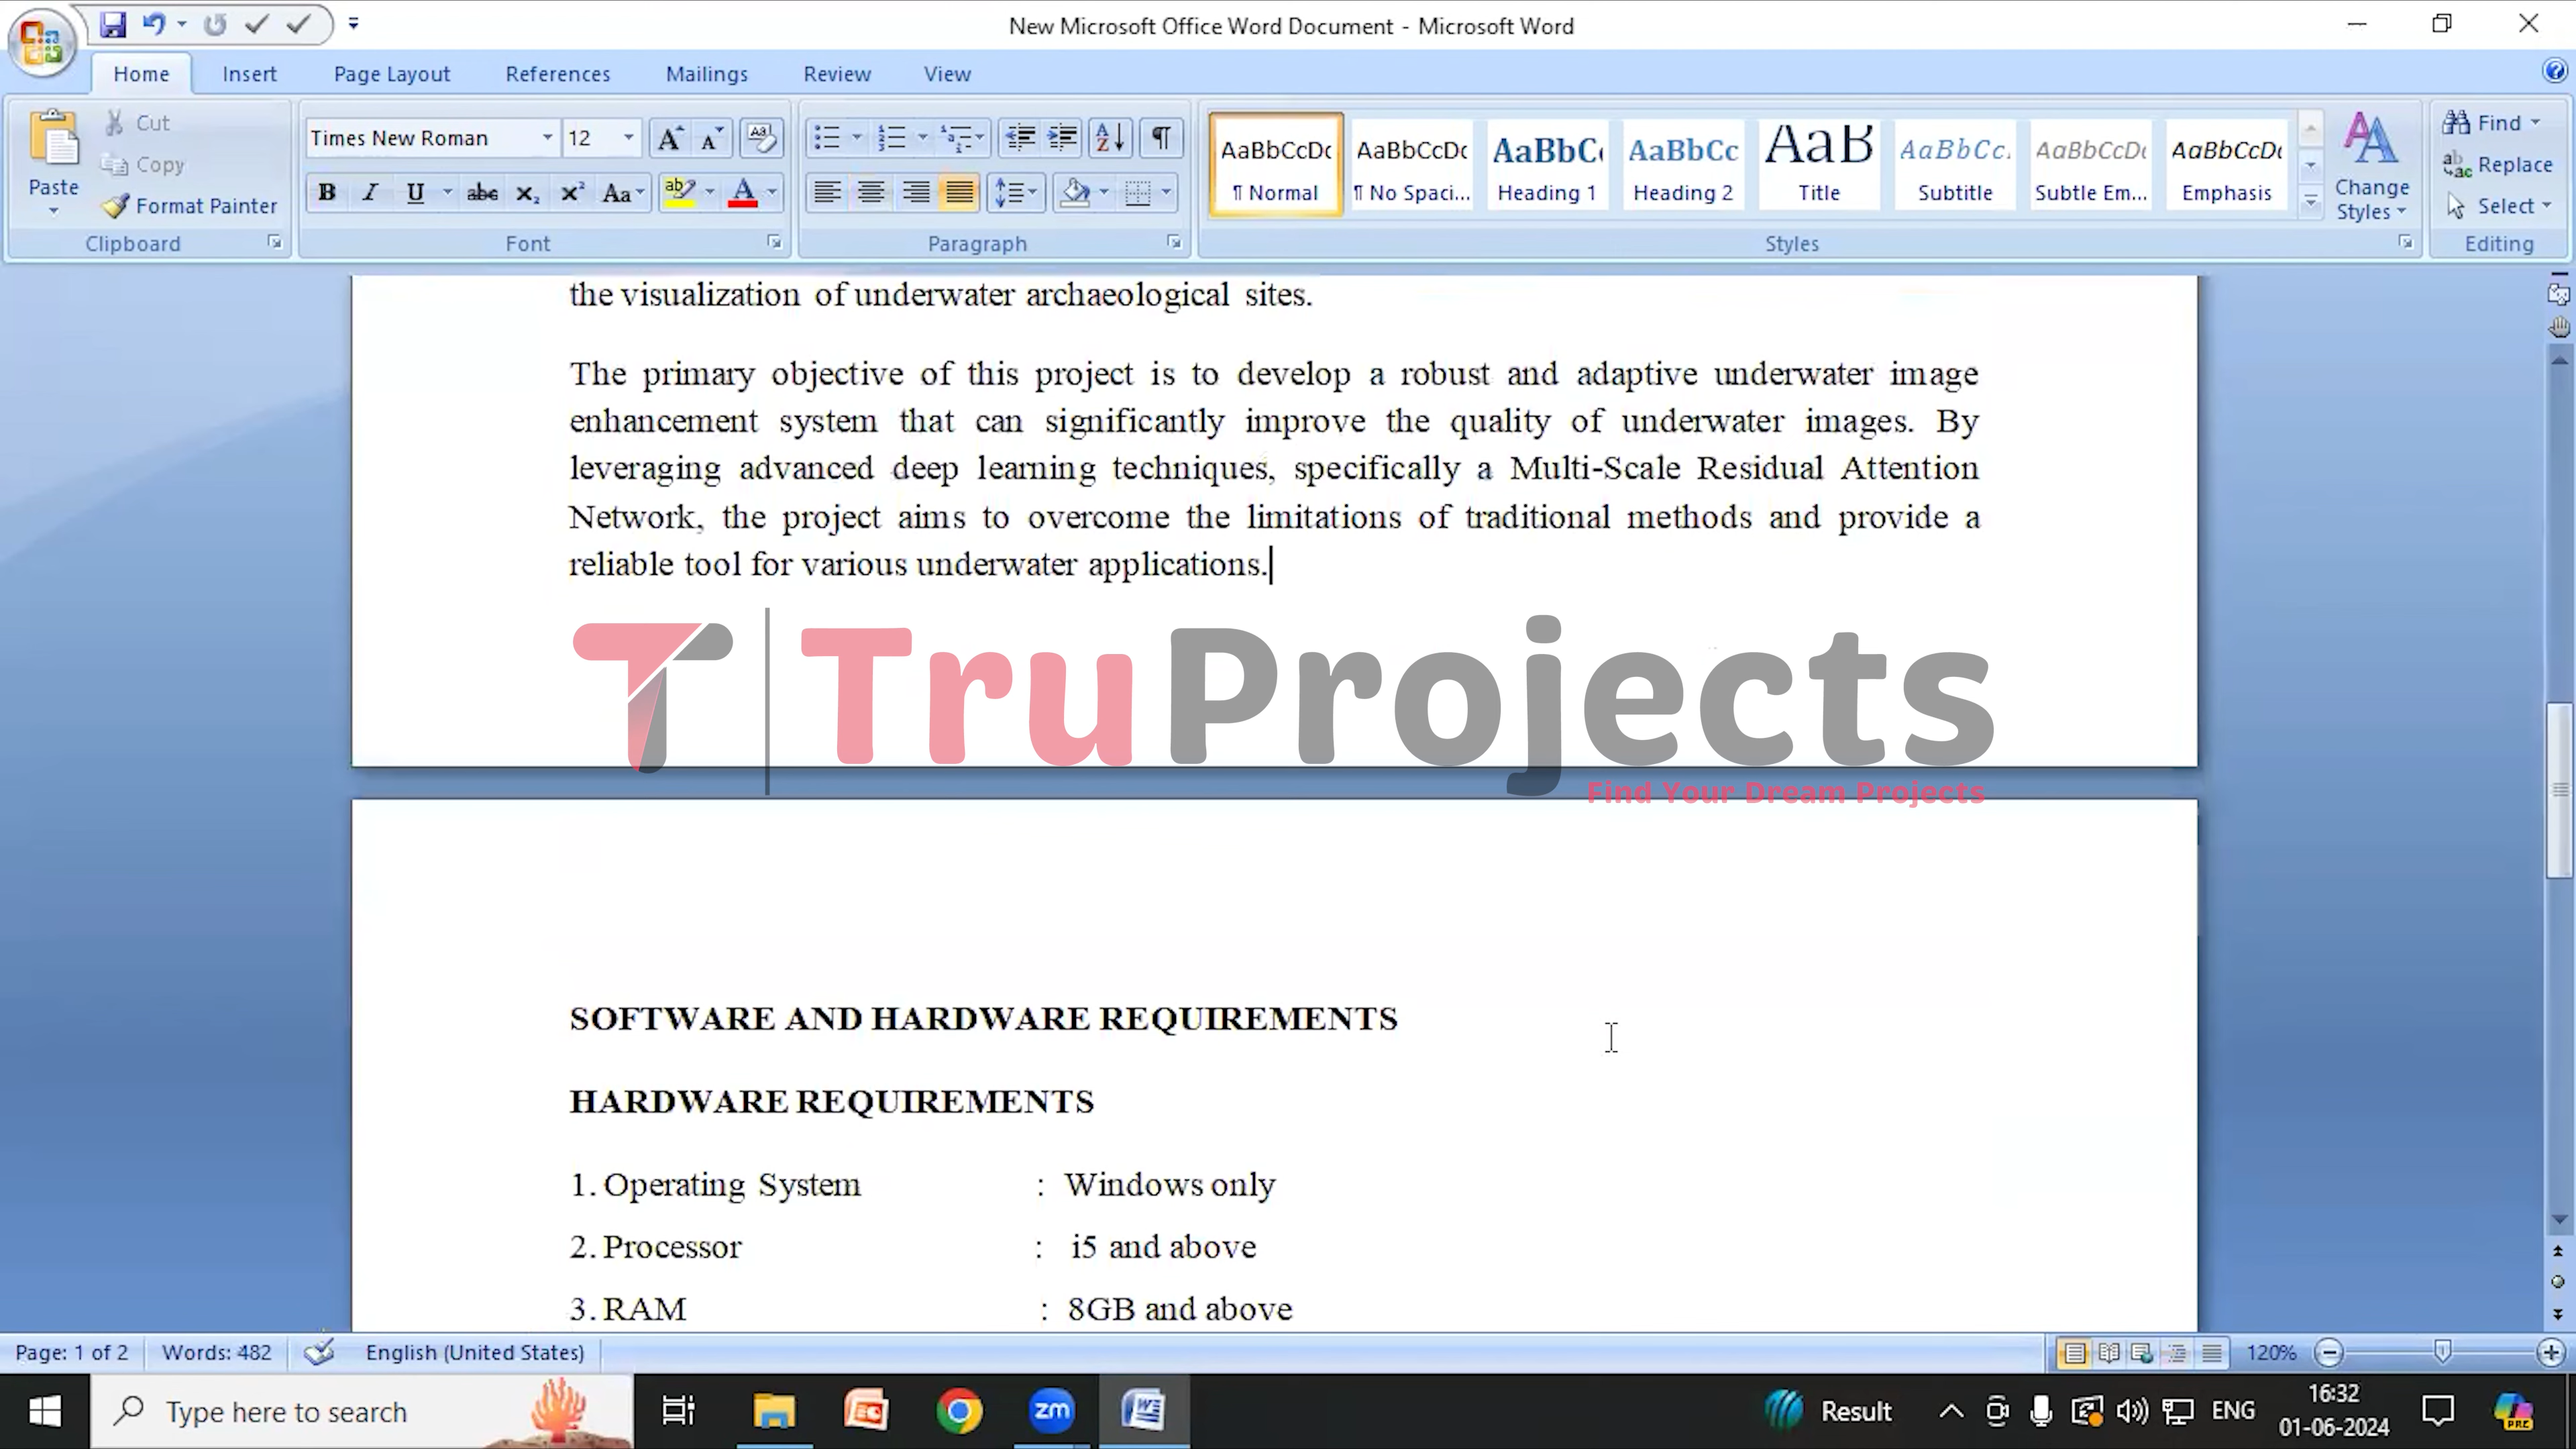 New Microsoft Office Word Document - Microsoft Word
Home Insert Page Layout References Mailings Review View
Paste
Cut
Copy
Format Painter
Clipboard
Times New Roman 12
Font
Paragraph
AaBbCcDc AaBbCcDc AaBbC AaBbCc AaB AaBbCc. AaBbCcDc AaBbCcDc
¶ Normal ¶ No Spaci... Heading 1 Heading 2 Title Subtitle Subtle Em... Emphasis
Change
Styles
Styles
Find
Replace
Select
Editing
the visualization of underwater archaeological sites.
The primary objective of this project is to develop a robust and adaptive underwater image
enhancement system that can significantly improve the quality of underwater images. By
leveraging advanced deep learning techniques, specifically a Multi-Scale Residual Attention
Network, the project aims to overcome the limitations of traditional methods and provide a
reliable tool for various underwater applications.
TruProjects
Find Your Dream Projects
SOFTWARE AND HARDWARE REQUIREMENTS
HARDWARE REQUIREMENTS
1. Operating System : Windows only
2. Processor : i5 and above
3. RAM : 8GB and above
Page: 1 of 2 Words: 482 English (United States) 120%
Type here to search
zm
Result
ENG
16:32
01-06-2024
PRE